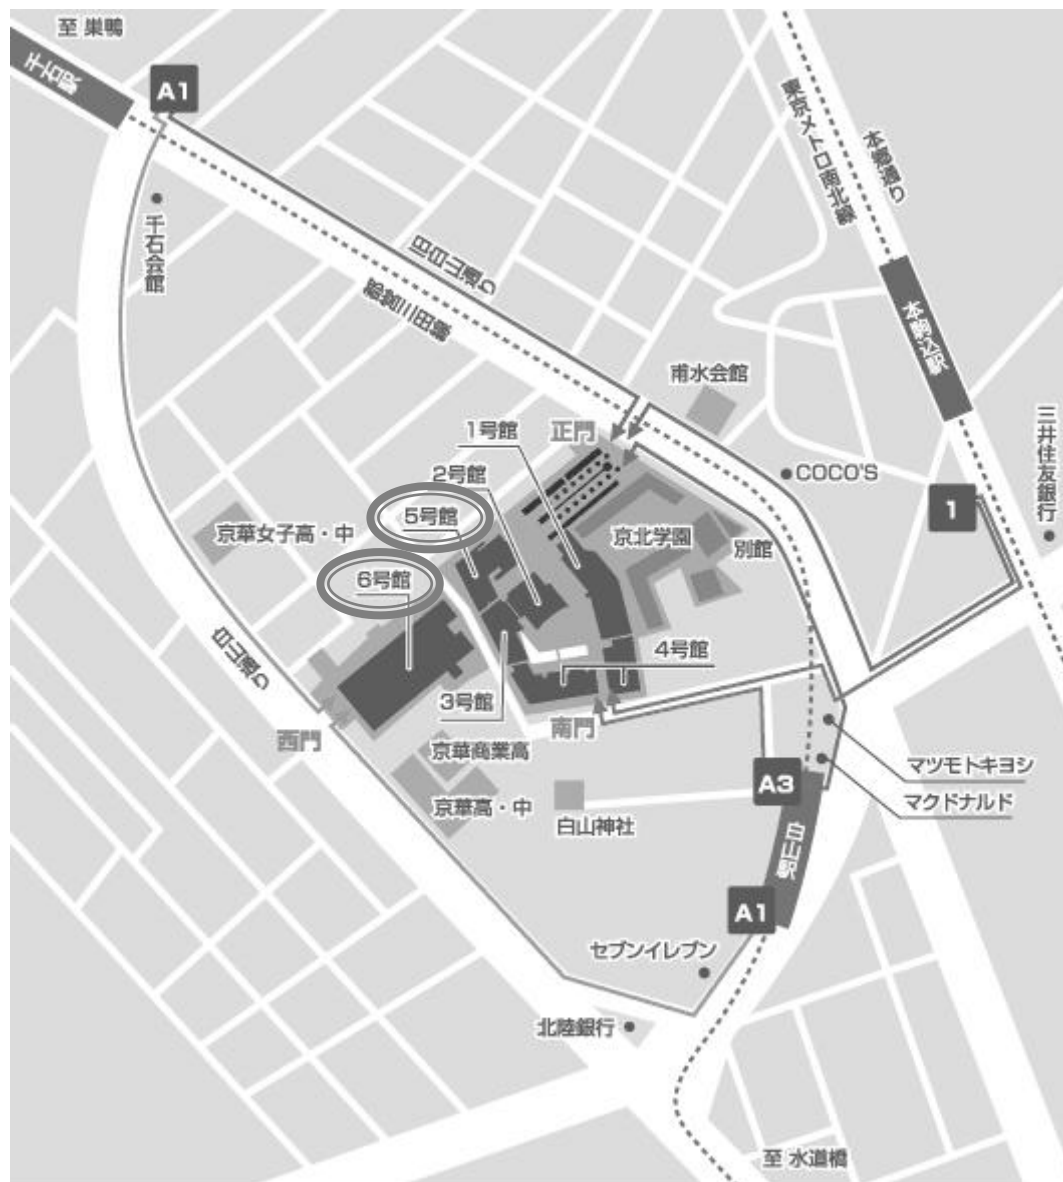 至 巣鴨
千石駅
A1
千石会館
旧白山通り
都営三田線
東京メトロ南北線
本郷通り
本駒込駅
甫水会館
三井住友銀行
正門
1号館
COCO'S
2号館
1
5号館
京華女子高・中
京北学園
別館
6号館
白山通り
4号館
3号館
西門
南門
京華商業高
マツモトキヨシ
A3
マクドナルド
京華高・中
白山神社
白山駅
A1
セブンイレブン
北陸銀行
至 水道橋